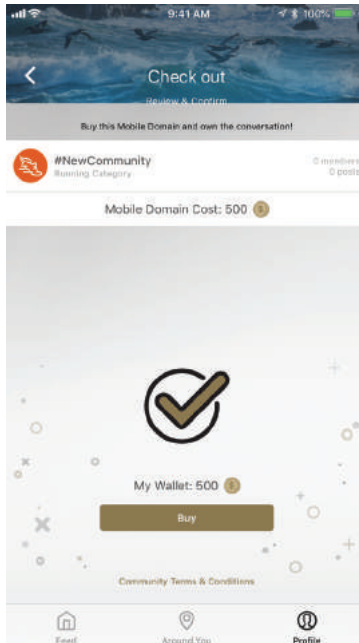 9:41 AM
100%
Check out
Review & Confirm
Buy this Mobile Domain and own the conversation!
#NewCommunity
0 members
Running Category
0 posts
Mobile Domain Cost: 500
My Wallet: 500
Buy
Community Terms & Conditions
Feed
Around You
Profile